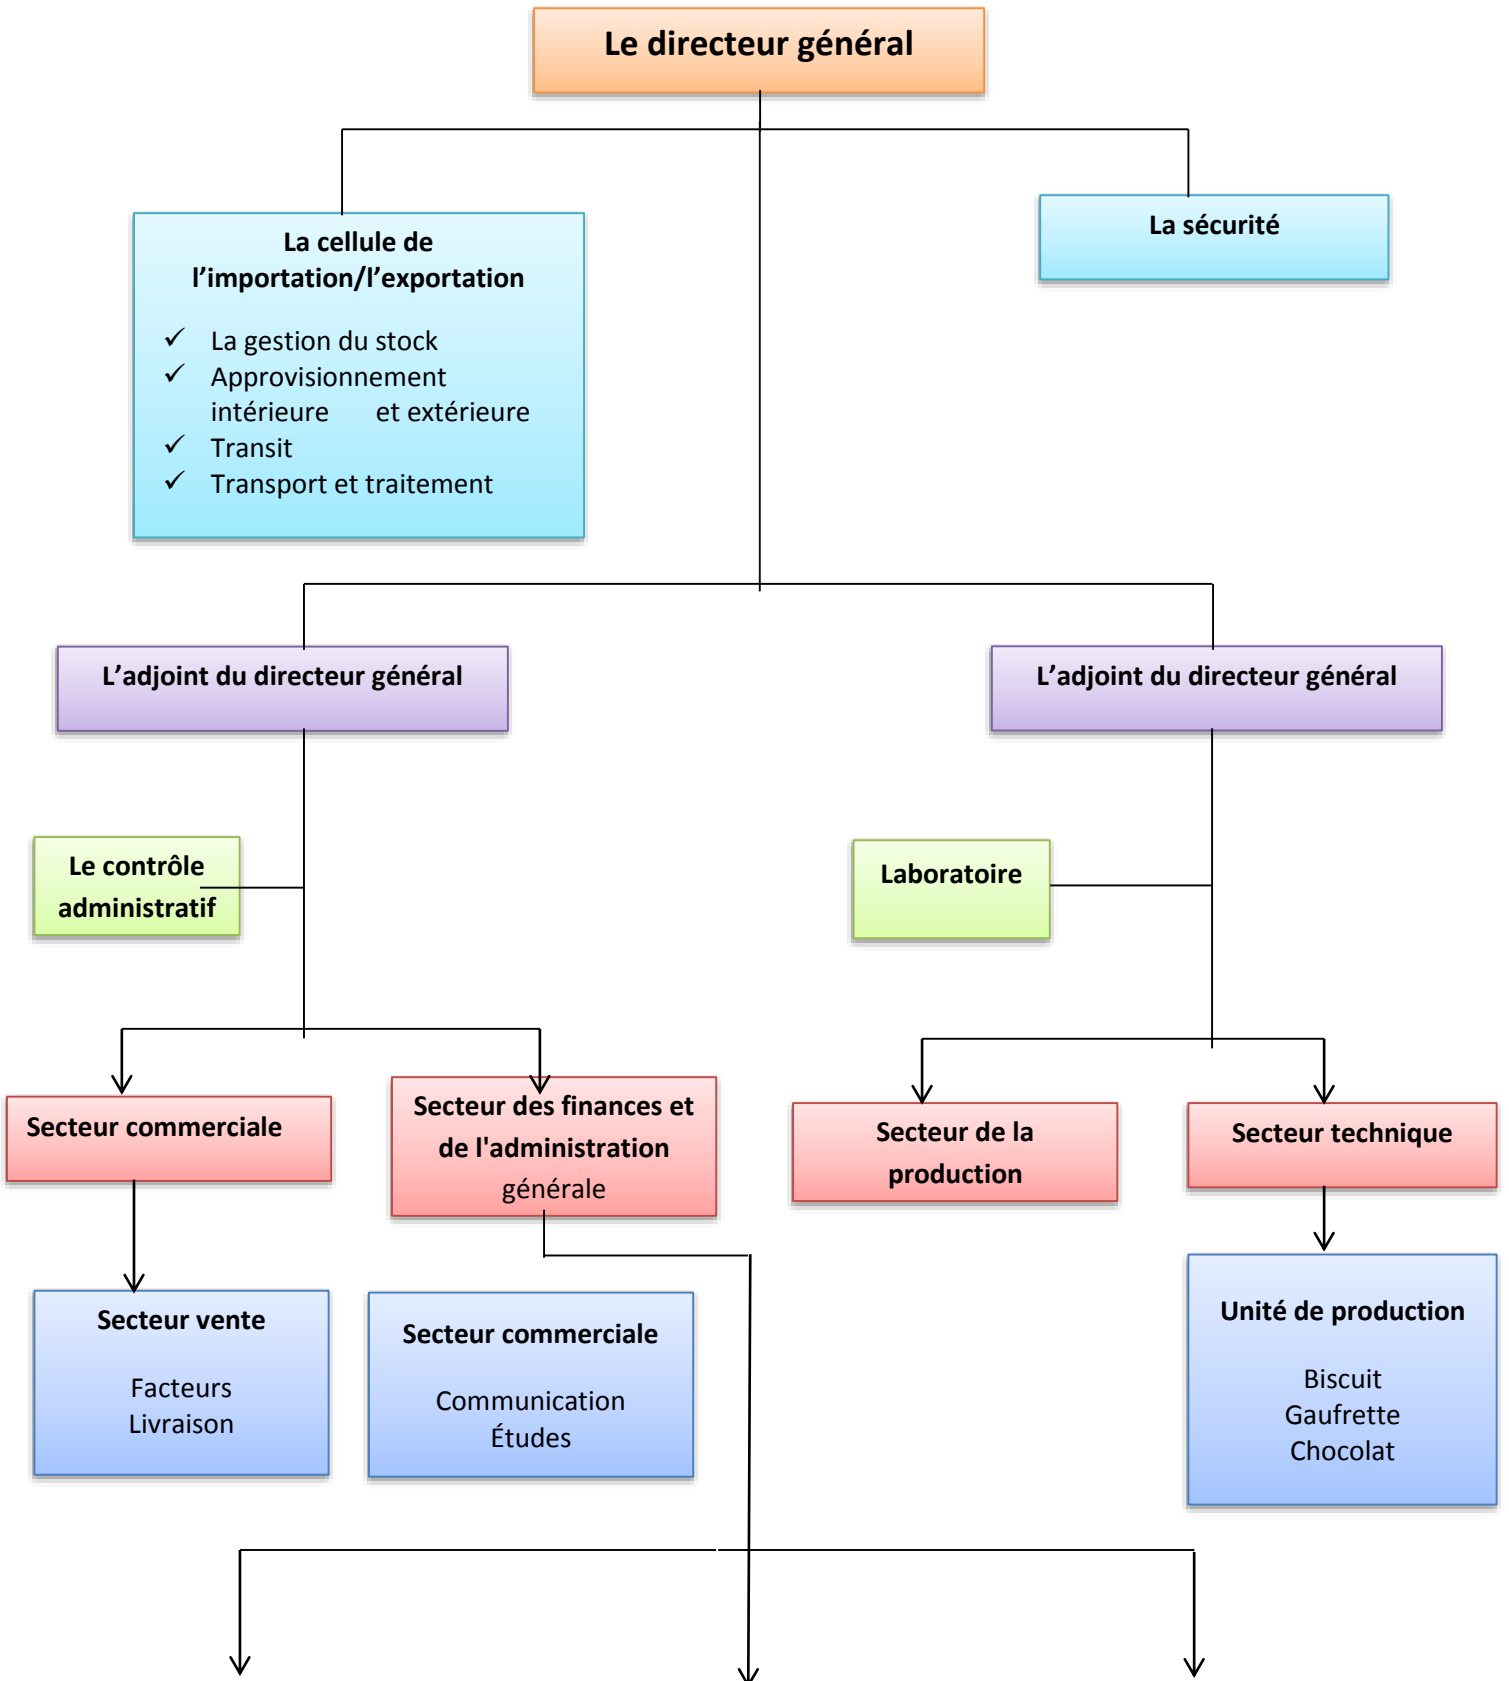 Le directeur général
La cellule de
l’importation/l’exportation
✓ La gestion du stock
✓ Approvisionnement
intérieure et extérieure
✓ Transit
✓ Transport et traitement
La sécurité
L’adjoint du directeur général
L’adjoint du directeur général
Le contrôle
administratif
Laboratoire
Secteur commerciale
Secteur des finances et
de l'administration
générale
Secteur de la
production
Secteur technique
Secteur vente
Facteurs
Livraison
Secteur commerciale
Communication
Études
Unité de production
Biscuit
Gaufrette
Chocolat